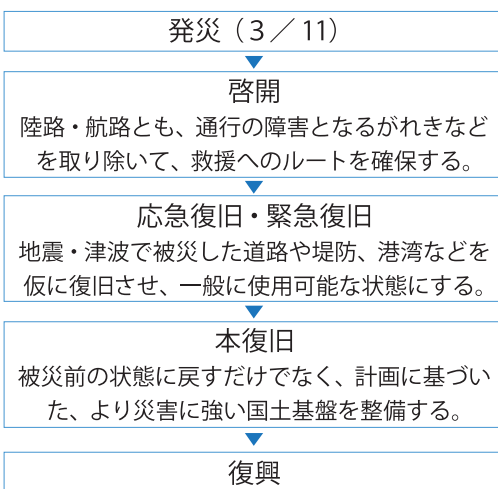 発災（３／11）
啓開
陸路・航路とも、通行の障害となるがれきなど
を取り除いて、救援へのルートを確保する。
応急復旧・緊急復旧
地震・津波で被災した道路や堤防、港湾などを
仮に復旧させ、一般に使用可能な状態にする。
本復旧
被災前の状態に戻すだけでなく、計画に基づい
た、より災害に強い国土基盤を整備する。
復興